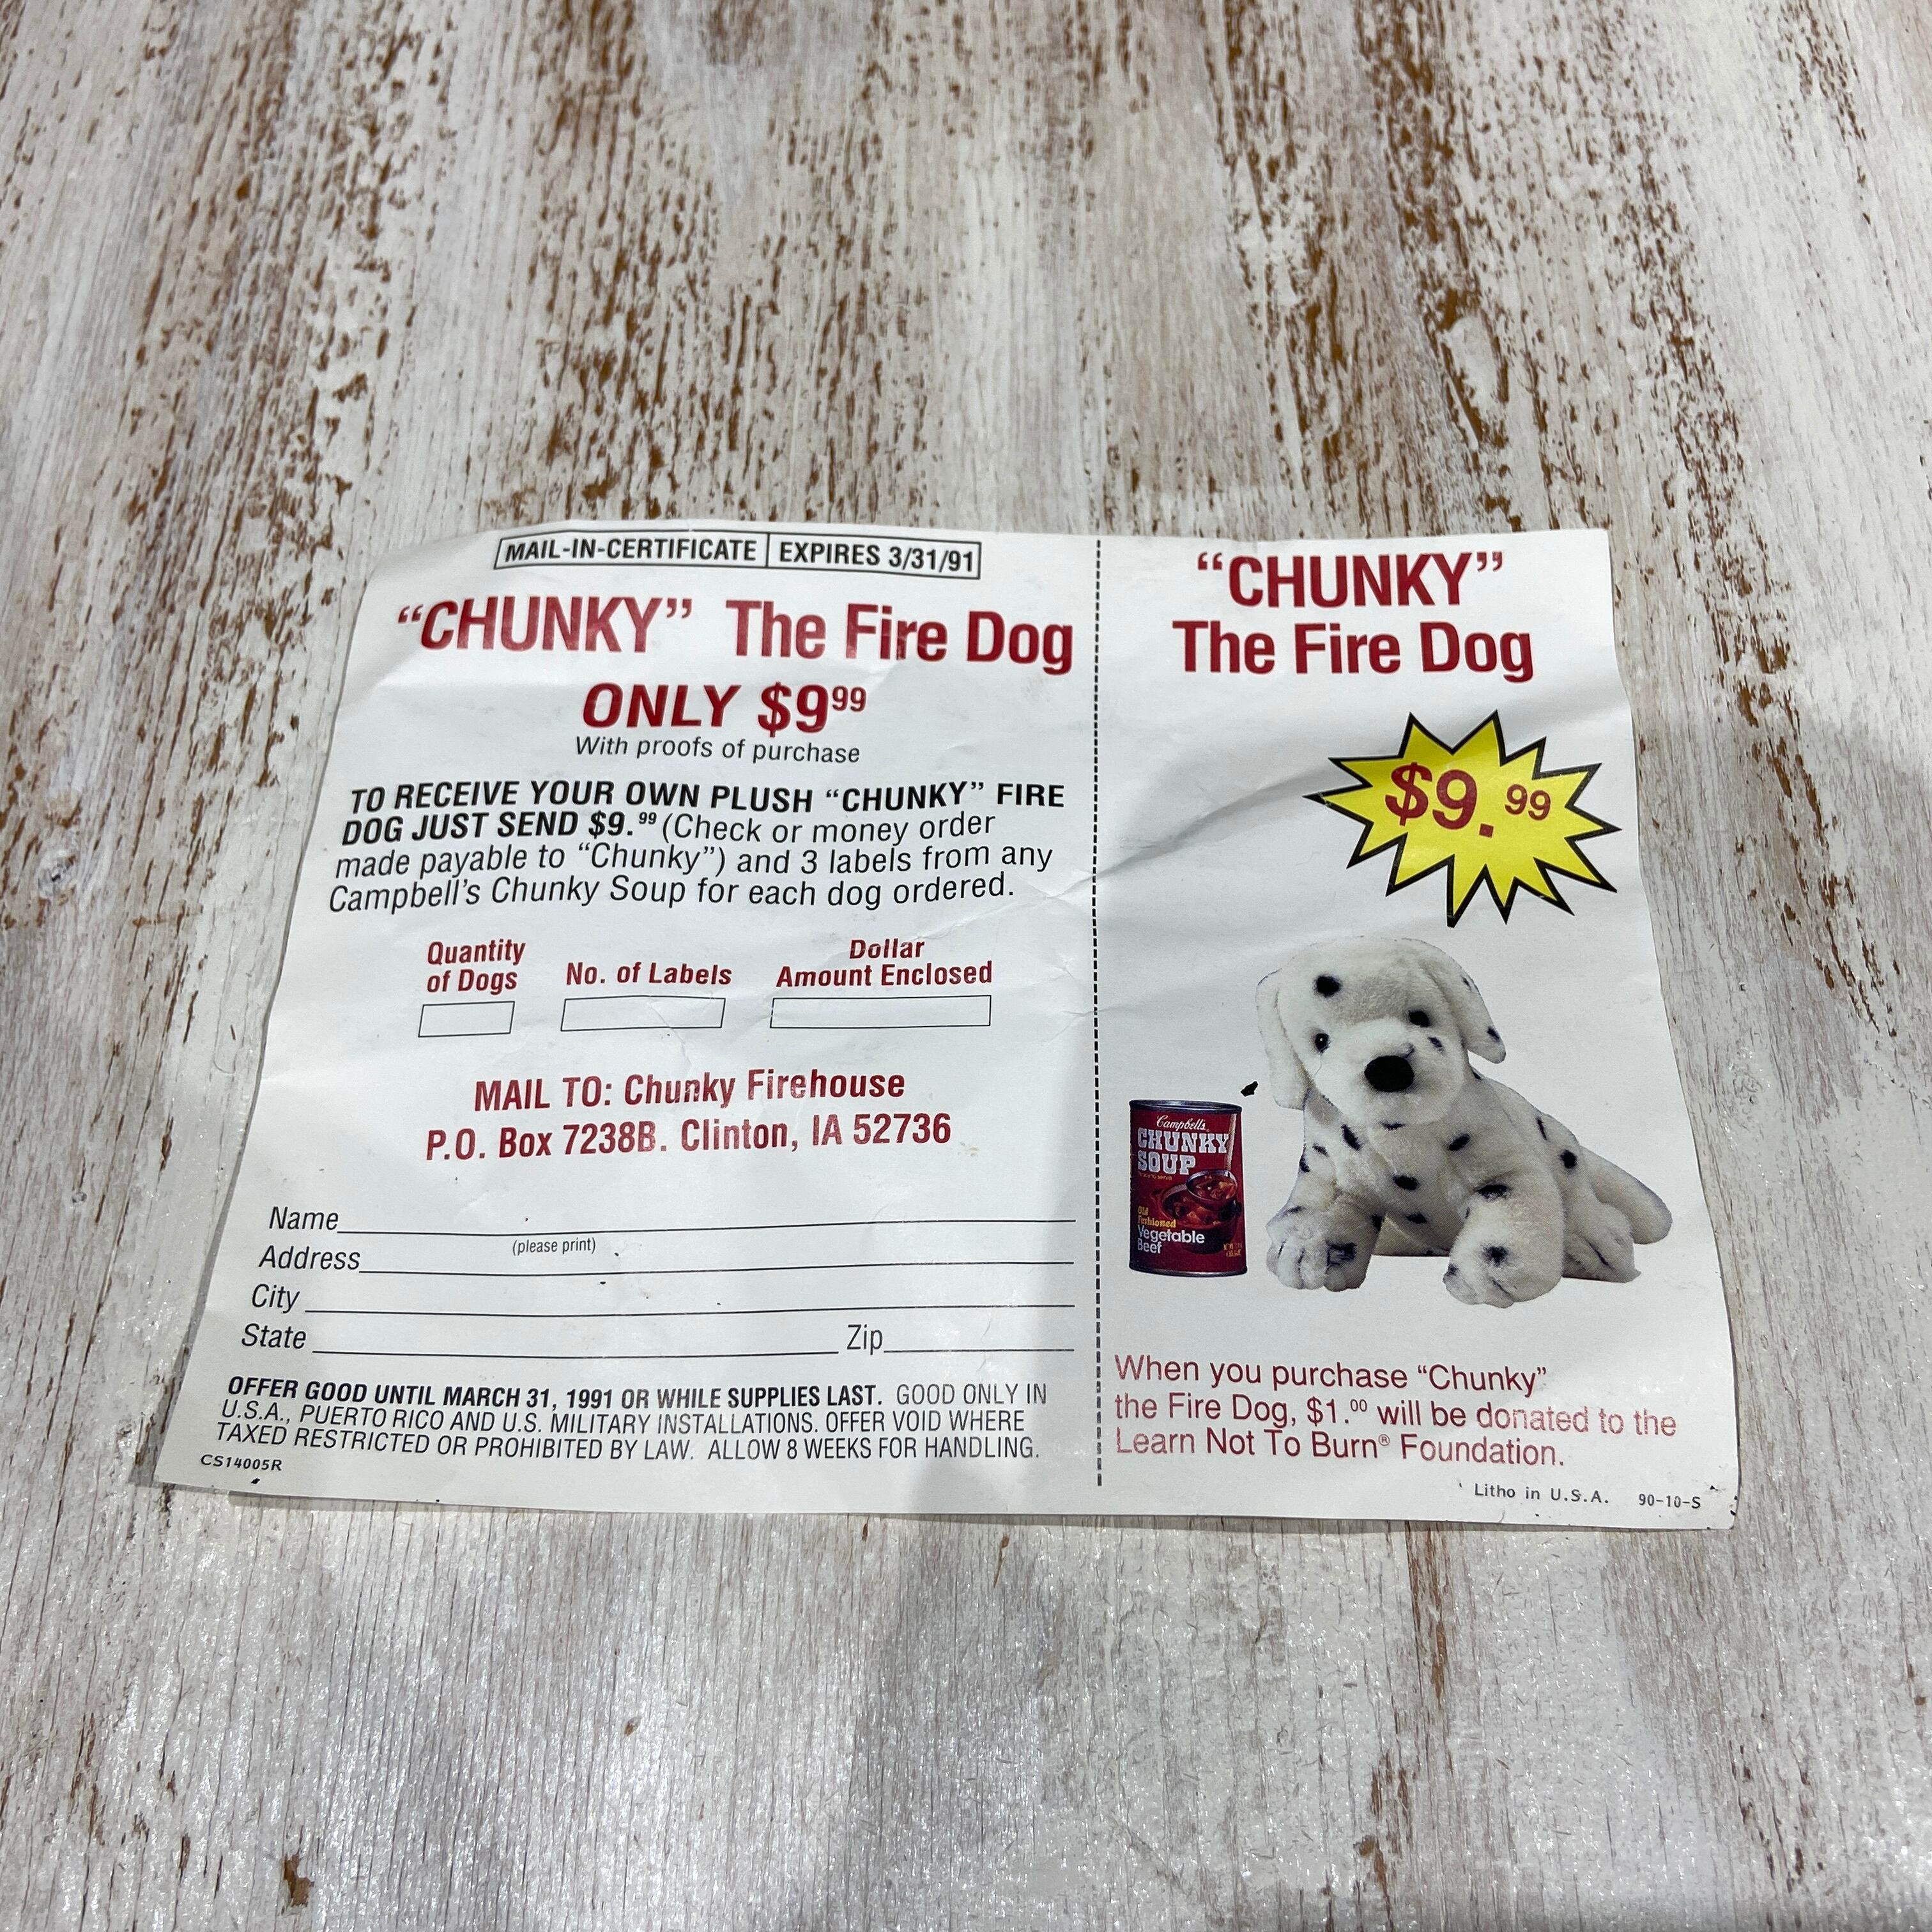 MAIL-IN-CERTIFICATE EXPIRES 3/31/91
“CHUNKY” The Fire Dog
ONLY $9 99
With proofs of purchase
TO RECEIVE YOUR OWN PLUSH “CHUNKY” FIRE
DOG JUST SEND $9.99 (Check or money order
made payable to “Chunky”) and 3 labels from any
Campbell’s Chunky Soup for each dog ordered.
Quantity
of Dogs
No. of Labels
Dollar
Amount Enclosed
MAIL TO: Chunky Firehouse
P.O. Box 7238B. Clinton, IA 52736
Name
(please print)
Address
City
State Zip
OFFER GOOD UNTIL MARCH 31, 1991 OR WHILE SUPPLIES LAST. GOOD ONLY IN
U.S.A., PUERTO RICO AND U.S. MILITARY INSTALLATIONS. OFFER VOID WHERE
TAXED RESTRICTED OR PROHIBITED BY LAW. ALLOW 8 WEEKS FOR HANDLING.
CS14005R
“CHUNKY”
The Fire Dog
$9.99
Campbell's
CHUNKY
SOUP
Old
Fashioned
Vegetable
Beef
When you purchase “Chunky”
the Fire Dog, $1.00 will be donated to the
Learn Not To Burn® Foundation.
Litho in U.S.A. 90-10-S